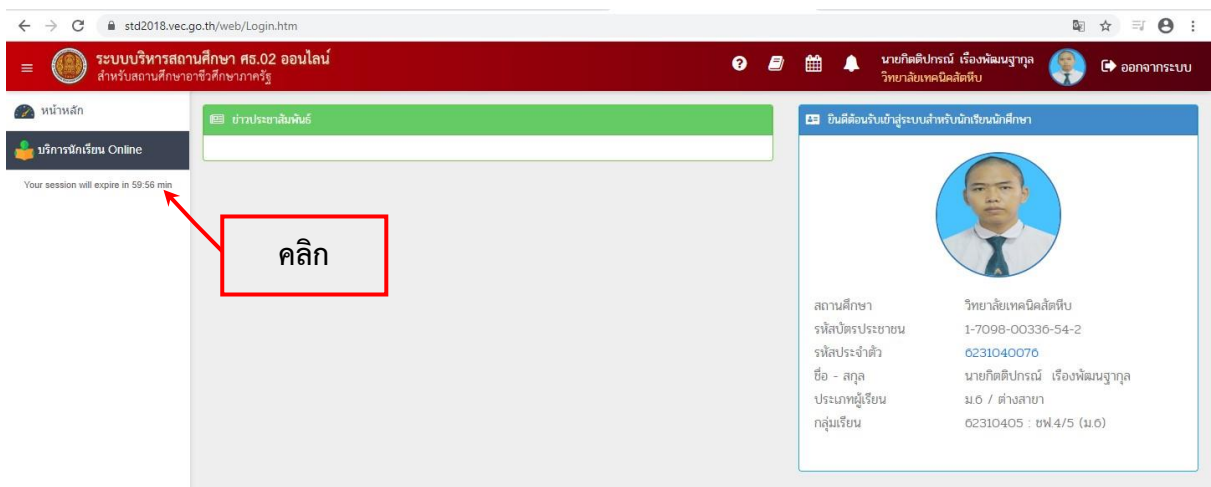 std2018.vec.go.th/web/Login.htm
ระบบบริหารสถานศึกษา ศธ.02 ออนไลน์
สำหรับสถานศึกษาอาชีวศึกษาภาครัฐ
นายกิตติปกรณ์ เรืองพัฒนฐากุล
วิทยาลัยเทคนิคสัตหีบ
ออกจากระบบ
หน้าหลัก
บริการนักเรียน Online
Your session will expire in 59:56 min
ข่าวประชาสัมพันธ์
คลิก
ยินดีต้อนรับเข้าสู่ระบบสำหรับนักเรียนนักศึกษา
สถานศึกษา วิทยาลัยเทคนิคสัตหีบ
รหัสบัตรประชาชน 1-7098-00336-54-2
รหัสประจำตัว 6231040076
ชื่อ - สกุล นายกิตติปกรณ์ เรืองพัฒนฐากุล
ประเภทผู้เรียน ม.6 / ต่างสาขา
กลุ่มเรียน 62310405 : ชฟ.4/5 (ม.6)